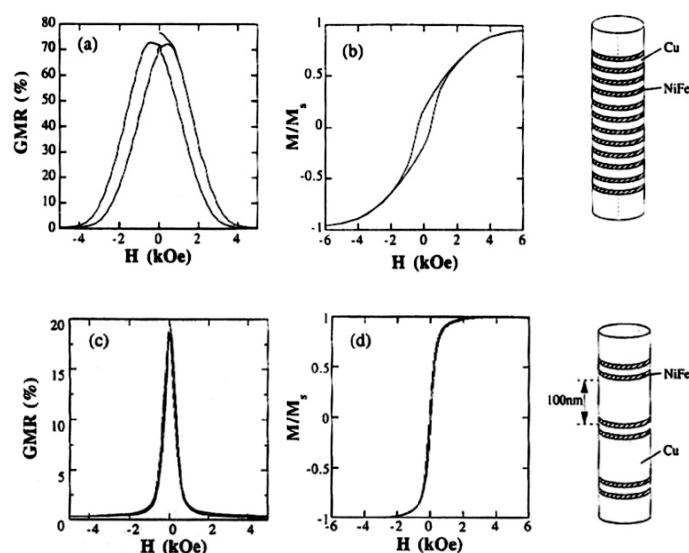 80
70
60
50
40
30
20
10
0
GMR (%)
(a)
-4 -2 0 2 4
H (kOe)
1
0.5
0
-0.5
-1
M/Ms
(b)
-6 -4 -2 0 2 4 6
H (kOe)
Cu
NiFe
20
15
10
5
0
GMR (%)
(c)
-4 -2 0 2 4
H (kOe)
1
0.5
0
-0.5
-1
M/Ms
(d)
-6 -4 -2 0 2 4 6
H (kOe)
NiFe
100nm
Cu